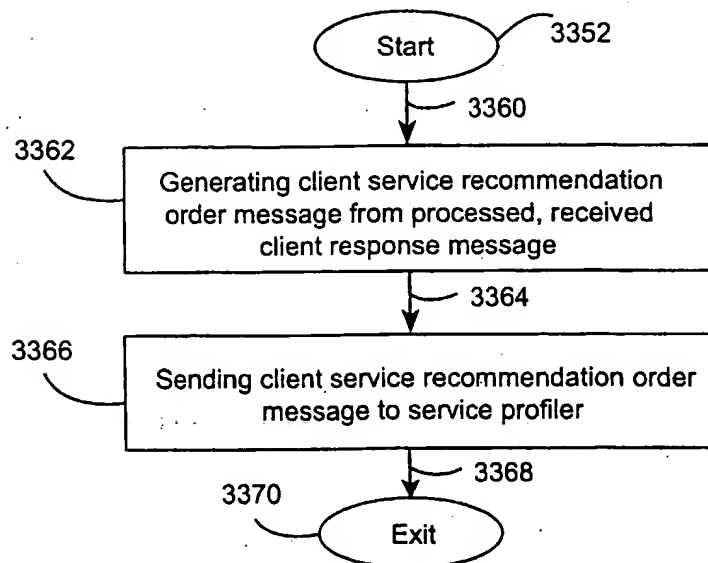 Start
3352
3360
3362
Generating client service recommendation
order message from processed, received
client response message
3364
3366
Sending client service recommendation order
message to service profiler
3368
3370
Exit